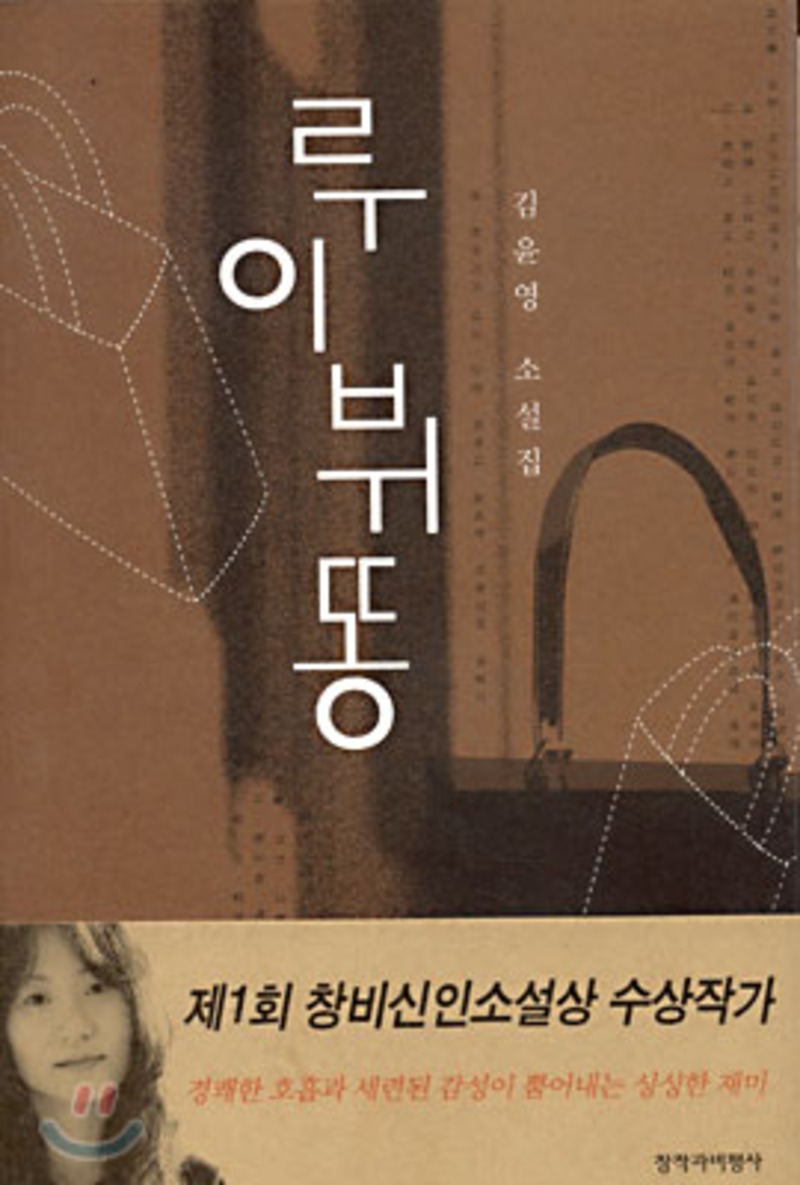 루이뷔똥
김윤영 소설집
제1회 창비신인소설상 수상작가
경쾌한 호흡과 세련된 감성이 뿜어내는 싱싱한 재미
창작과비평사